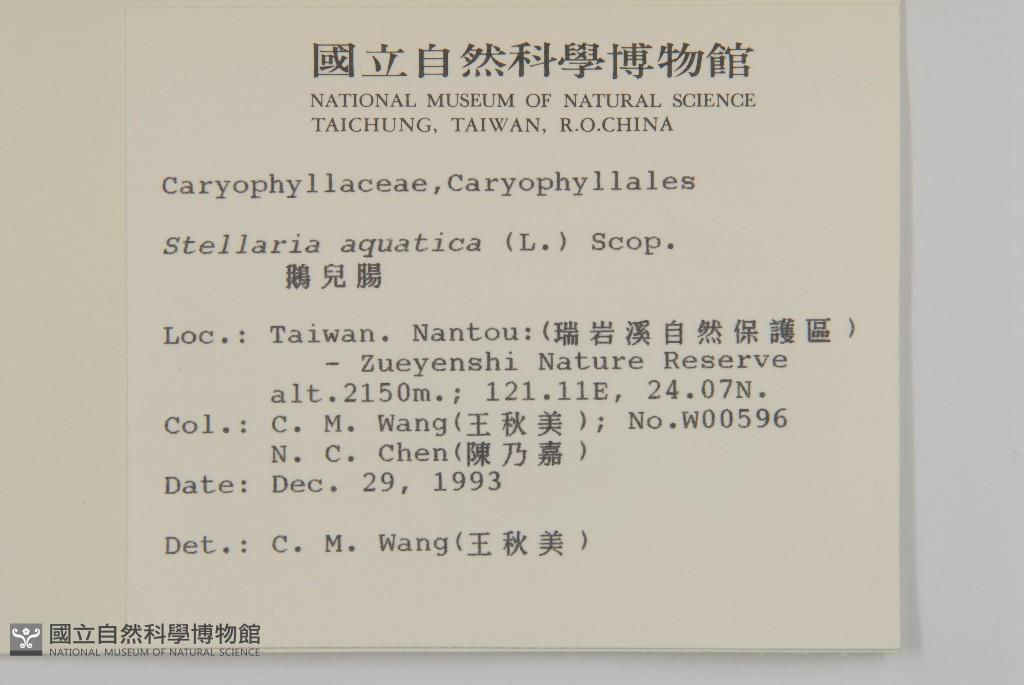 國立自然科學博物館
NATIONAL MUSEUM OF NATURAL SCIENCE
TAICHUNG, TAIWAN, R.O.CHINA
Caryophyllaceae,Caryophyllales
Stellaria aquatica (L.) Scop.
鵝兒腸
Loc.: Taiwan. Nantou:(瑞岩溪自然保護區)
- Zueyenshi Nature Reserve
alt.2150m.; 121.11E, 24.07N.
Col.: C. M. Wang(王秋美); No.W00596
N. C. Chen(陳乃嘉)
Date: Dec. 29, 1993
Det.: C. M. Wang(王秋美)
國立自然科學博物館
NATIONAL MUSEUM OF NATURAL SCIENCE